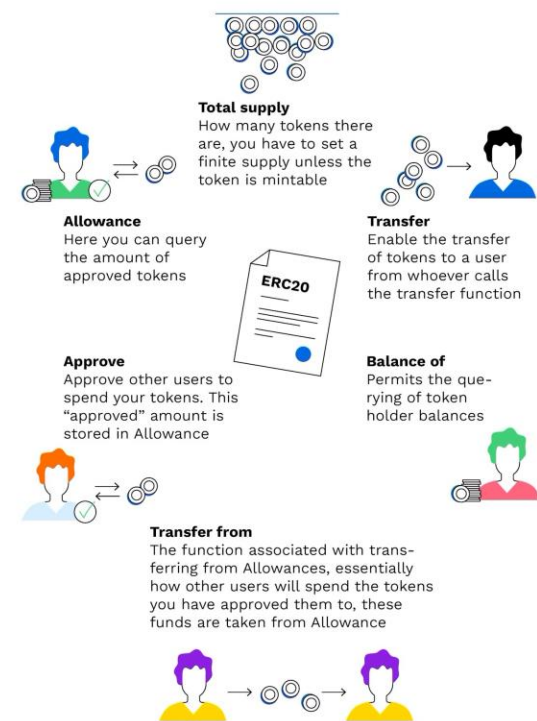 Total supply
How many tokens there
are, you have to set a
finite supply unless the
token is mintable
Allowance
Here you can query
the amount of
approved tokens
Transfer
Enable the transfer
of tokens to a user
from whoever calls
the transfer function
ERC20
Approve
Approve other users to
spend your tokens. This
“approved” amount is
stored in Allowance
Balance of
Permits the que-
rying of token
holder balances
Transfer from
The function associated with trans-
ferring from Allowances, essentially
how other users will spend the tokens
you have approved them to, these
funds are taken from Allowance